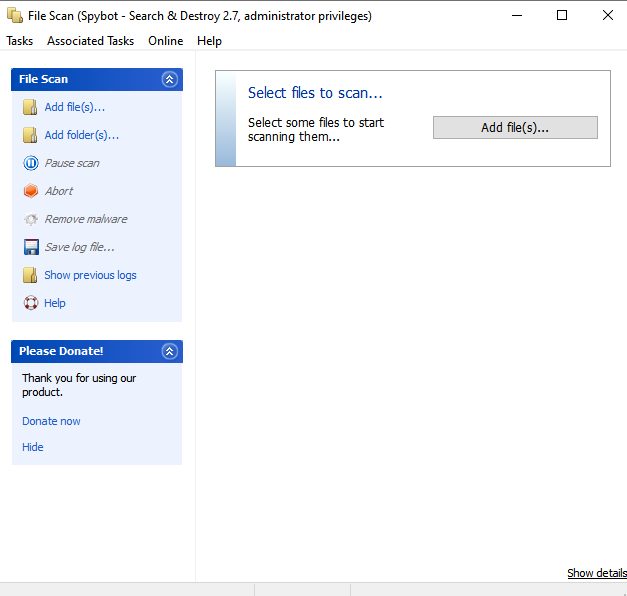 File Scan (Spybot - Search & Destroy 2.7, administrator privileges)
Tasks Associated Tasks Online Help
File Scan
Add file(s)...
Add folder(s)...
Pause scan
Abort
Remove malware
Save log file...
Show previous logs
Help
Please Donate!
Thank you for using our
product.
Donate now
Hide
Select files to scan...
Select some files to start
scanning them...
Add file(s)...
Show details